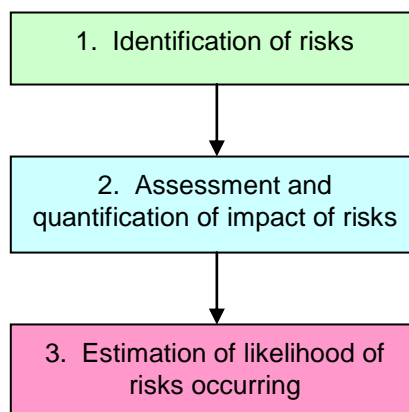 1.  Identification of risks
2.  Assessment and
quantification of impact of risks
3.  Estimation of likelihood of
risks occurring